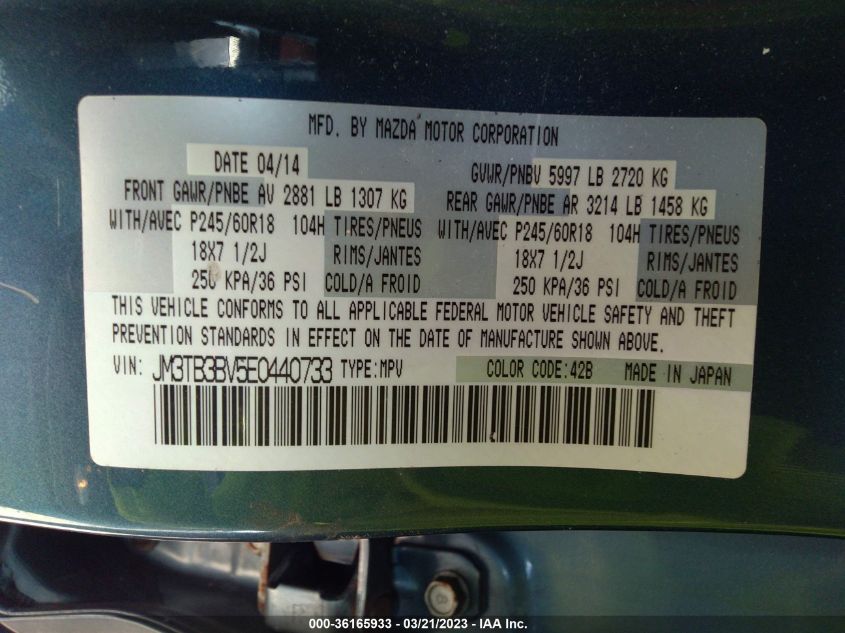 MFD. BY MAZDA MOTOR CORPORATION
DATE 04/14 GVWR/PNBV 5997 LB 2720 KG
FRONT GAWR/PNBE AV 2881 LB 1307 KG REAR GAWR/PNBE AR 3214 LB 1458 KG
WITH/AVEC P245/60R18 104H TIRES/PNEUS WITH/AVEC P245/60R18 104H TIRES/PNEUS
18X7 1/2J RIMS/JANTES 18X7 1/2J RIMS/JANTES
250 KPA/36 PSI COLD/A FROID 250 KPA/36 PSI COLD/A FROID
THIS VEHICLE CONFORMS TO ALL APPLICABLE FEDERAL MOTOR VEHICLE SAFETY AND THEFT
PREVENTION STANDARDS IN EFFECT ON THE DATE OF MANUFACTURE SHOWN ABOVE.
VIN: JM3TB3BV5E0440733 TYPE:MPV COLOR CODE:42B MADE IN JAPAN
000-36165933 - 03/21/2023 - IAA Inc.